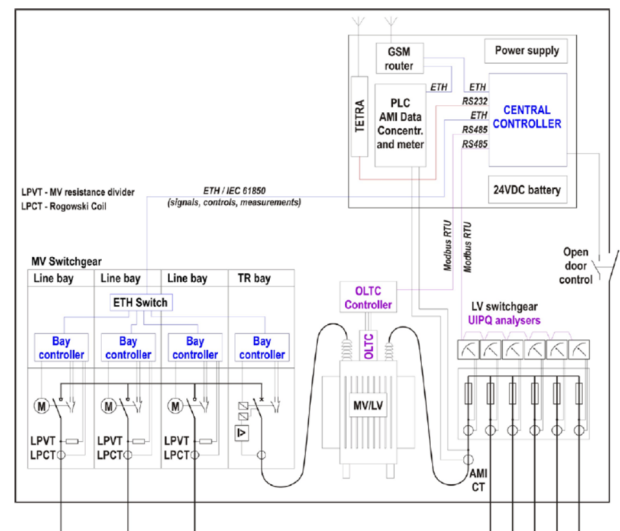 GSM
router
Power supply
TETRA
PLC
AMI Data
Concentr.
and meter
ETH
ETH
RS232
ETH
RS485
RS485
CENTRAL
CONTROLLER
24VDC battery
LPVT - MV resistance divider
LPCT - Rogowski Coil
ETH / IEC 61850
(signals, controls, measurements)
Modbus RTU
Modbus RTU
Open
door
control
MV Switchgear
Line bay
Line bay
Line bay
TR bay
ETH Switch
Bay
controller
Bay
controller
Bay
controller
Bay
controller
OLTC
Controller
OLTC
LV switchgear
UIPQ analysers
M
M
M
MV/LV
LPVT
LPCT
LPVT
LPCT
LPVT
LPCT
AMI
CT